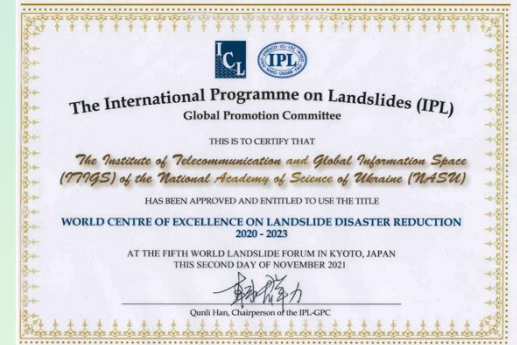 ICL
IPL
The International Programme on Landslides (IPL)
Global Promotion Committee
THIS IS TO CERTIFY THAT
The Institute of Telecommunication and Global Information Space
(ITIGS) of the National Academy of Science of Ukraine (NASU)
HAS BEEN APPROVED AND ENTITLED TO USE THE TITLE
WORLD CENTRE OF EXCELLENCE ON LANDSLIDE DISASTER REDUCTION
2020 - 2023
AT THE FIFTH WORLD LANDSLIDE FORUM IN KYOTO, JAPAN
THIS SECOND DAY OF NOVEMBER 2021
Qunli Han, Chairperson of the IPL-GPC